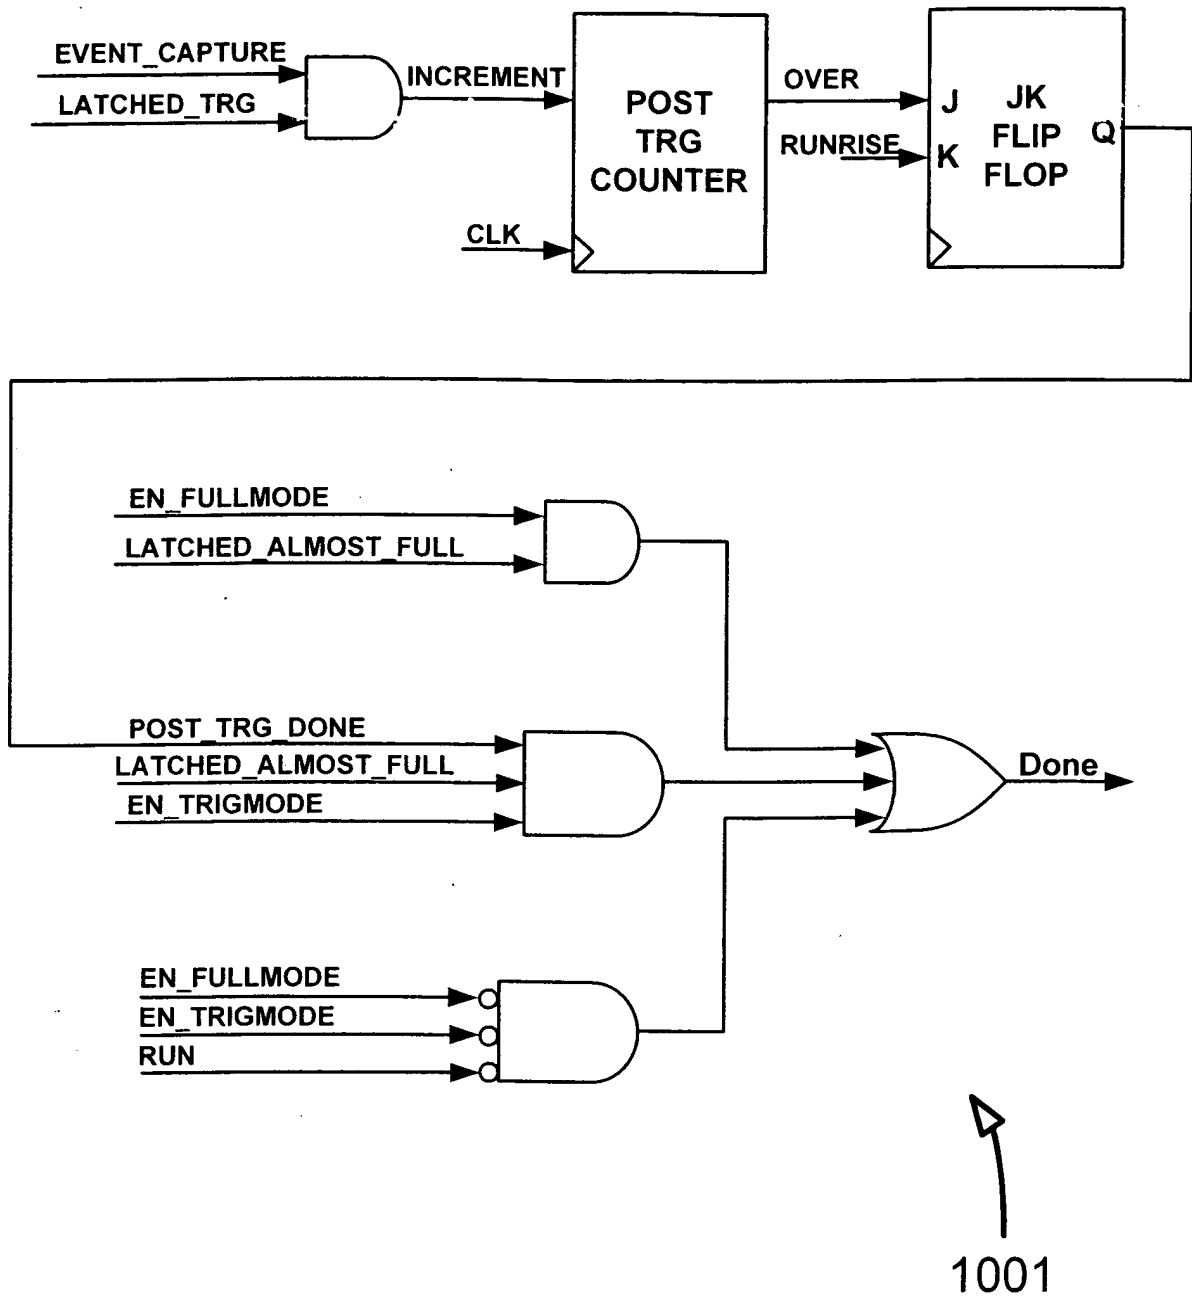 EVENT_CAPTURE
LATCHED_TRG
INCREMENT
POST
TRG
COUNTER
CLK
OVER
RUNRISE
J
K
JK
FLIP
FLOP
Q
EN_FULLMODE
LATCHED_ALMOST_FULL
POST_TRG_DONE
LATCHED_ALMOST_FULL
EN_TRIGMODE
Done
EN_FULLMODE
EN_TRIGMODE
RUN
1001